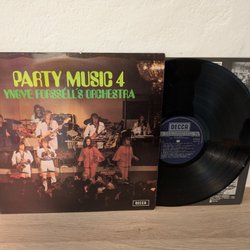 PARTY MUSIC 4
YNGVE FORSSELL'S ORCHESTRA
DECCA
DECCA